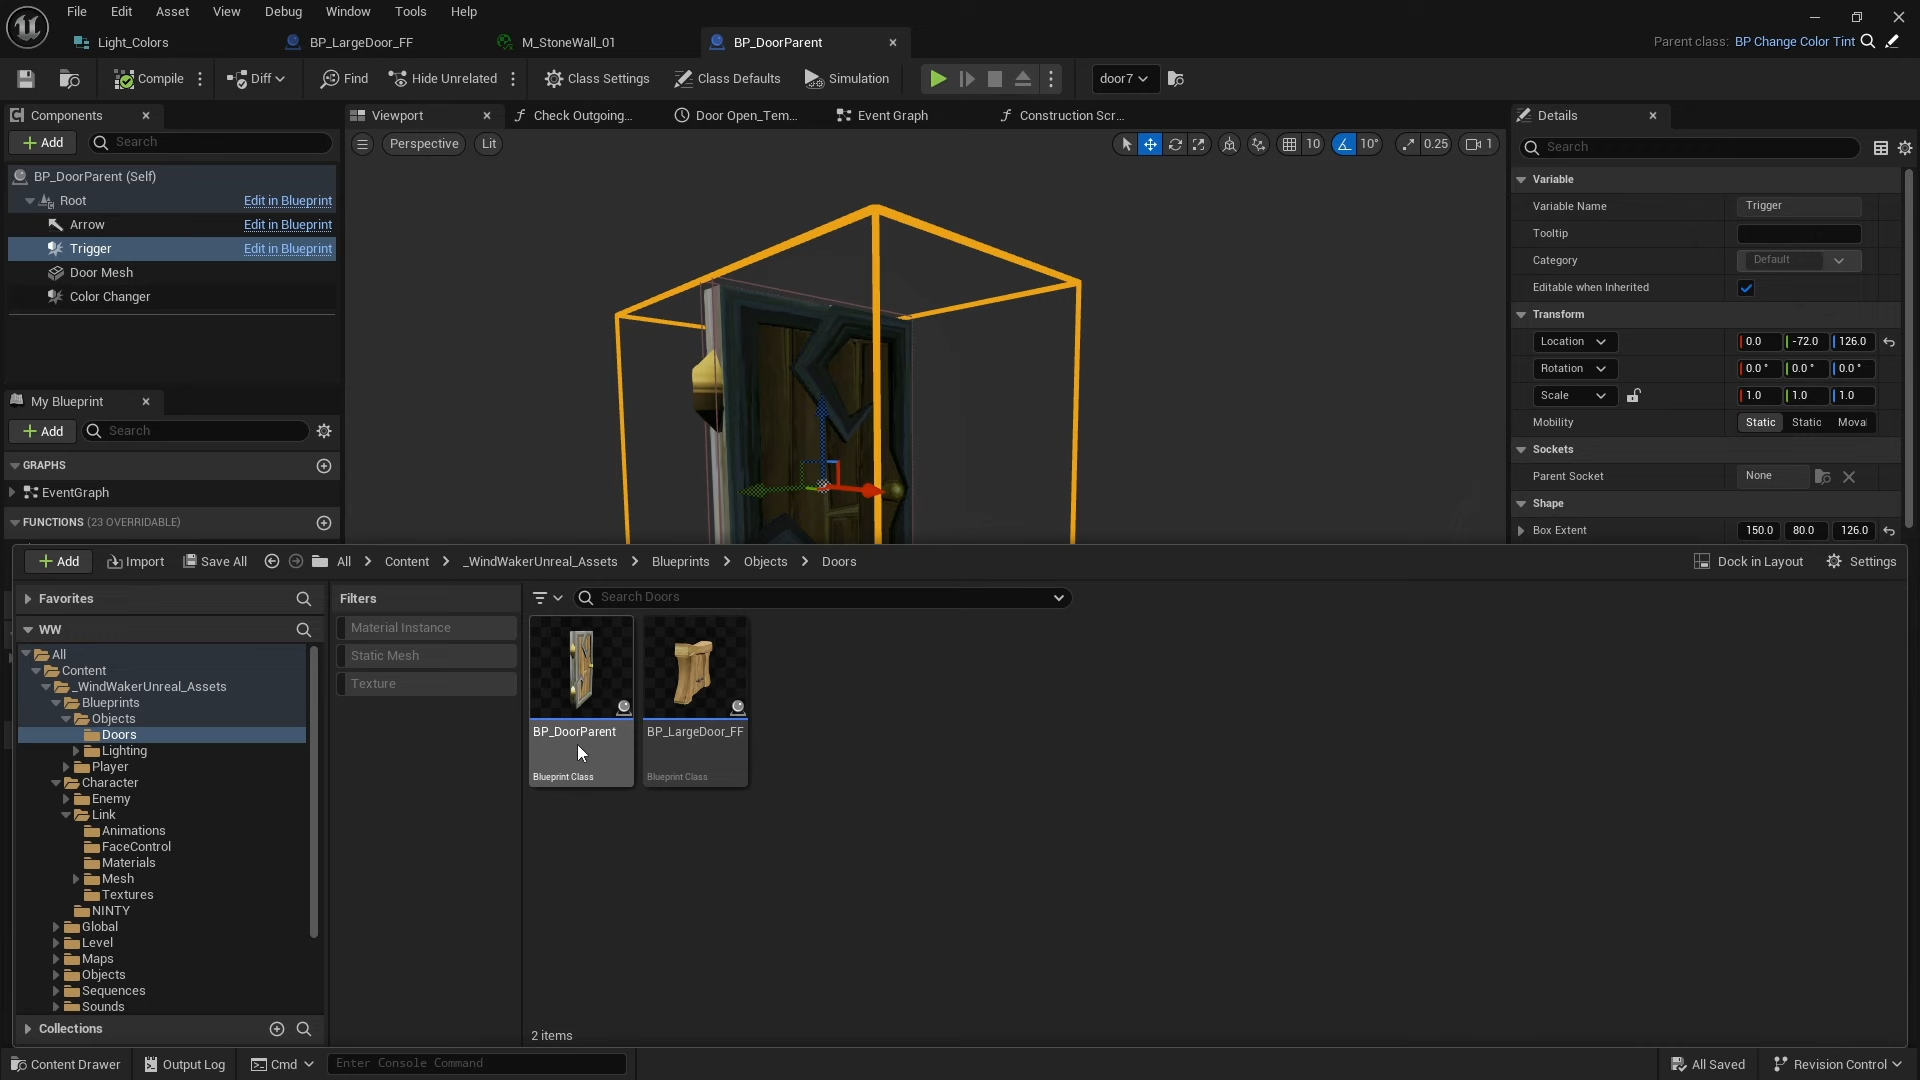 File Edit Asset View Debug Window Tools Help
Light_Colors BP_LargeDoor_FF M_StoneWall_01 BP_DoorParent Parent class: BP Change Color Tint
Compile Diff Find Hide Unrelated Class Settings Class Defaults Simulation door7
Components
Add Search
BP_DoorParent (Self)
Root Edit in Blueprint
Arrow Edit in Blueprint
Trigger Edit in Blueprint
Door Mesh
Color Changer
My Blueprint
Add Search
GRAPHS
EventGraph
FUNCTIONS (23 OVERRIDABLE)
Viewport Check Outgoing... Door Open_Tem... Event Graph Construction Scr...
Perspective Lit 10 10° 0.25 1
Details
Search
Variable
Variable Name Trigger
Tooltip
Category Default
Editable when Inherited
Transform
Location 0.0 -72.0 126.0
Rotation 0.0 ° 0.0 ° 0.0 °
Scale 1.0 1.0 1.0
Mobility Static Static Moval
Sockets
Parent Socket None
Shape
Box Extent 150.0 80.0 126.0
Add Import Save All All Content _WindWakerUnreal_Assets Blueprints Objects Doors Dock in Layout Settings
Favorites
WW
All
Content
_WindWakerUnreal_Assets
Blueprints
Objects
Doors
Lighting
Player
Character
Enemy
Link
Animations
FaceControl
Materials
Mesh
Textures
NINTY
Global
Level
Maps
Objects
Sequences
Sounds
Collections
Filters
Material Instance
Static Mesh
Texture
Search Doors
BP_DoorParent BP_LargeDoor_FF
Blueprint Class Blueprint Class
2 items
Content Drawer Output Log Cmd Enter Console Command All Saved Revision Control